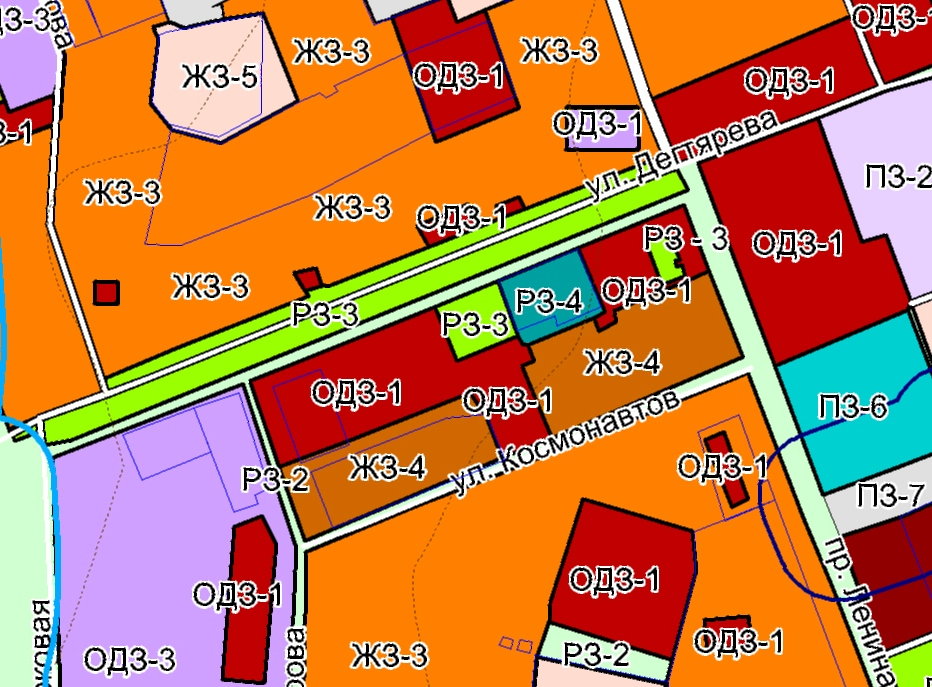 ОДЗ-1
ЖЗ-3
ЖЗ-3
ЖЗ-5
ОДЗ-1
ОДЗ-1
ОДЗ-1
ул. Дегтярева
ПЗ-2
ЖЗ-3
ЖЗ-3
ОДЗ-1
РЗ - 3
ОДЗ-1
ЖЗ-3
РЗ-3
РЗ-4
ОДЗ-1
РЗ-3
ЖЗ-4
ОДЗ-1
ОДЗ-1
ПЗ-6
ул. Космонавтов
ЖЗ-4
РЗ-2
ОДЗ-1
ПЗ-7
пр. Ленина
ОДЗ-1
ОДЗ-1
ОДЗ-1
ОДЗ-3
ЖЗ-3
РЗ-2